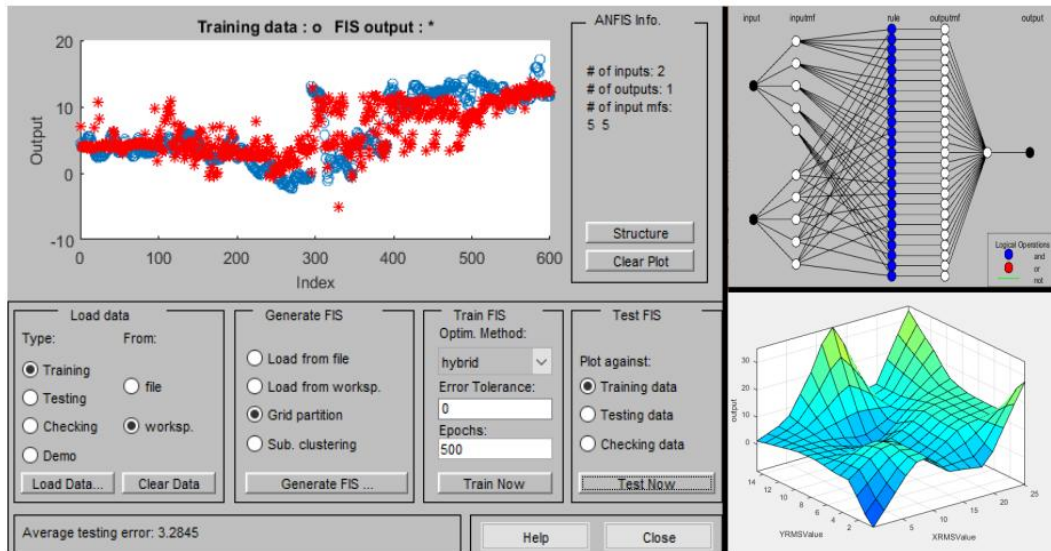 Training data : o   FIS output : *
20
10
0
-10
Output
0 100 200 300 400 500 600
Index
ANFIS Info.
# of inputs: 2
# of outputs: 1
# of input mfs:
5 5
Structure
Clear Plot
Load data
Type: From:
Training
Testing
Checking
Demo
file
worksp.
Load Data...
Clear Data
Generate FIS
Load from file
Load from worksp.
Grid partition
Sub. clustering
Generate FIS ...
Train FIS
Optim. Method:
hybrid
Error Tolerance:
0
Epochs:
500
Train Now
Test FIS
Plot against:
Training data
Testing data
Checking data
Test Now
Average testing error: 3.2845
Help
Close
input inputmf rule outputmf output
Logical Operations
and
or
not
30
20
10
0
output
14 12 10 8 6 4 2
YRMSValue
5 10 15 20 25
XRMSValue